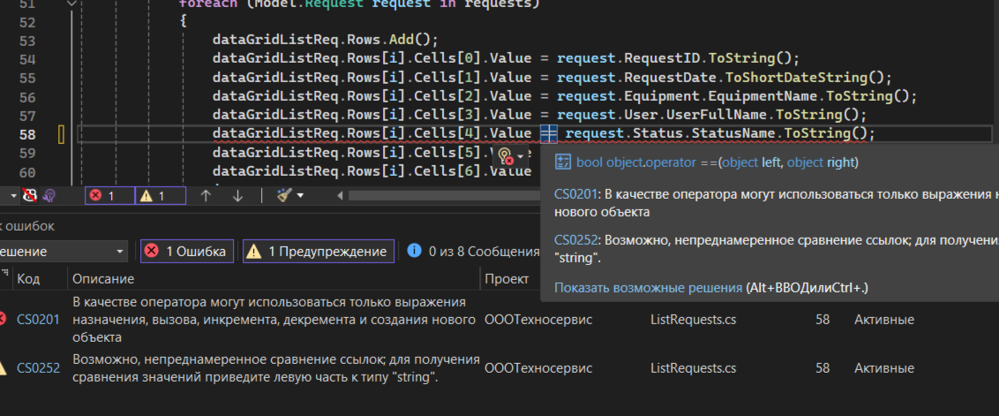 51 foreach (Model.Request request in requests)
52 {
53 dataGridListReq.Rows.Add();
54 dataGridListReq.Rows[i].Cells[0].Value = request.RequestID.ToString();
55 dataGridListReq.Rows[i].Cells[1].Value = request.RequestDate.ToShortDateString();
56 dataGridListReq.Rows[i].Cells[2].Value = request.Equipment.EquipmentName.ToString();
57 dataGridListReq.Rows[i].Cells[3].Value = request.User.UserFullName.ToString();
58 dataGridListReq.Rows[i].Cells[4].Value == request.Status.StatusName.ToString();
59 dataGridListReq.Rows[i].Cells[5].
60 dataGridListReq.Rows[i].Cells[6].Value
bool object.operator ==(object left, object right)
CS0201: В качестве оператора могут использоваться только выражения
нового объекта
CS0252: Возможно, непреднамеренное сравнение ссылок; для получени
"string".
Показать возможные решения (Alt+ВВОДилиCtrl+.)
1 1
к ошибок
ешение 1 Ошибка 1 Предупреждение 0 из 8 Сообщения
Код Описание Проект
CS0201 В качестве оператора могут использоваться только выражения
назначения, вызова, инкремента, декремента и создания нового
объекта
ОООТехносервис ListRequests.cs 58 Активные
CS0252 Возможно, непреднамеренное сравнение ссылок; для получения
сравнения значений приведите левую часть к типу "string".
ОООТехносервис ListRequests.cs 58 Активные